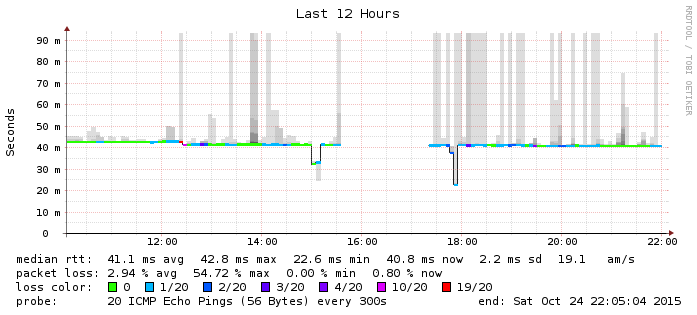 Last 12 Hours
RRDTOOL / TOBI OETIKER
Seconds
90 m
80 m
70 m
60 m
50 m
40 m
30 m
20 m
10 m
0
12:00 14:00 16:00 18:00 20:00 22:00
median rtt: 41.1 ms avg 42.8 ms max 22.6 ms min 40.8 ms now 2.2 ms sd 19.1 am/s
packet loss: 2.94 % avg 54.72 % max 0.00 % min 0.80 % now
loss color: 0 1/20 2/20 3/20 4/20 10/20 19/20
probe: 20 ICMP Echo Pings (56 Bytes) every 300s end: Sat Oct 24 22:05:04 2015